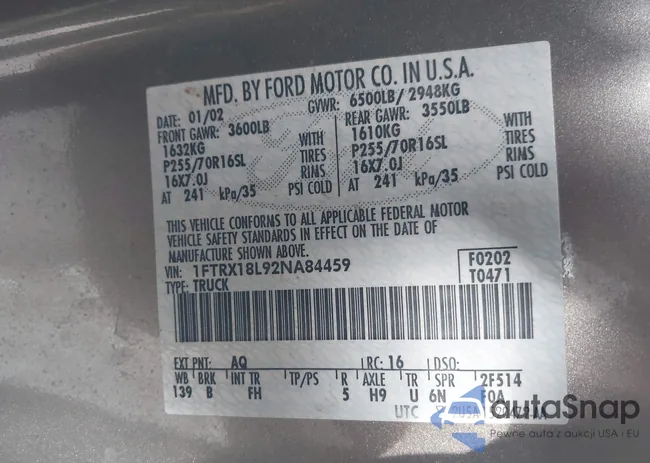 MFD. BY FORD MOTOR CO. IN U.S.A.
DATE: 01/02 GVWR: 6500LB/ 2948KG
FRONT GAWR: 3600LB REAR GAWR: 3550LB
1632KG WITH 1610KG WITH
P255/70R16SL TIRES P255/70R16SL TIRES
16X7.0J RIMS 16X7.0J RIMS
AT 241 kPa/35 PSI COLD AT 241 kPa/35 PSI COLD
THIS VEHICLE CONFORMS TO ALL APPLICABLE FEDERAL MOTOR
VEHICLE SAFETY STANDARDS IN EFFECT ON THE DATE OF
MANUFACTURE SHOWN ABOVE.
VIN: 1FTRX18L92NA84459 F0202
TYPE: TRUCK T0471
EXT PNT: AQ RC: 16 DSO:
WB BRK INT TR TP/PS R AXLE TR SPR 2F514
139 B FH 5 H9 U 6N F0A
UTC
AutoSnap
Pewne auta z aukcji USA i EU